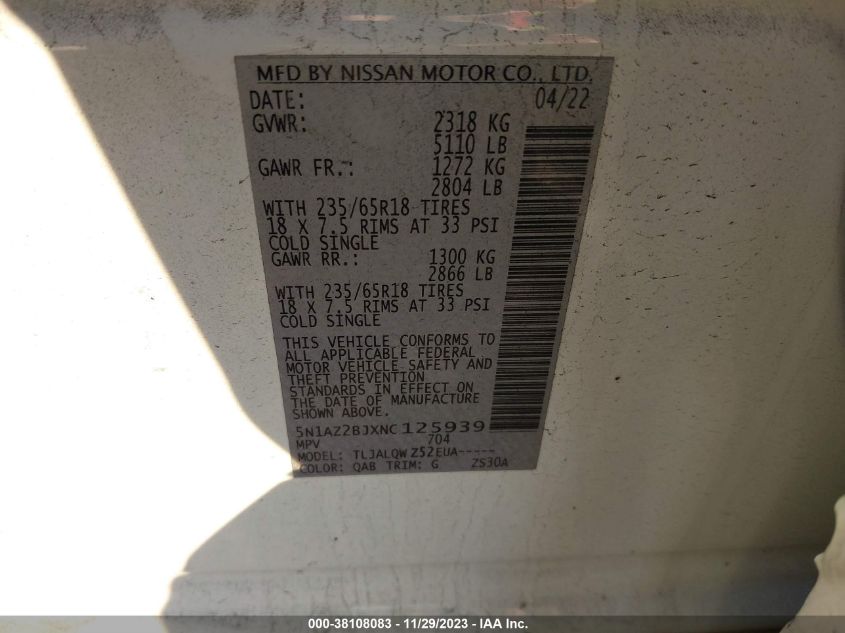 MFD BY NISSAN MOTOR CO., LTD.
DATE: 04/22
GVWR: 2318 KG
5110 LB
GAWR FR.: 1272 KG
2804 LB
WITH 235/65R18 TIRES
18 X 7.5 RIMS AT 33 PSI
COLD SINGLE
GAWR RR.: 1300 KG
2866 LB
WITH 235/65R18 TIRES
18 X 7.5 RIMS AT 33 PSI
COLD SINGLE
THIS VEHICLE CONFORMS TO
ALL APPLICABLE FEDERAL
MOTOR VEHICLE SAFETY AND
THEFT PREVENTION
STANDARDS IN EFFECT ON
THE DATE OF MANUFACTURE
SHOWN ABOVE.
5N1AZ2BJXNC125939
MPV 704
MODEL: TLJALQW Z52EUA-----
COLOR: QAB TRIM: G ZS30A
000-38108083 - 11/29/2023 - IAA Inc.